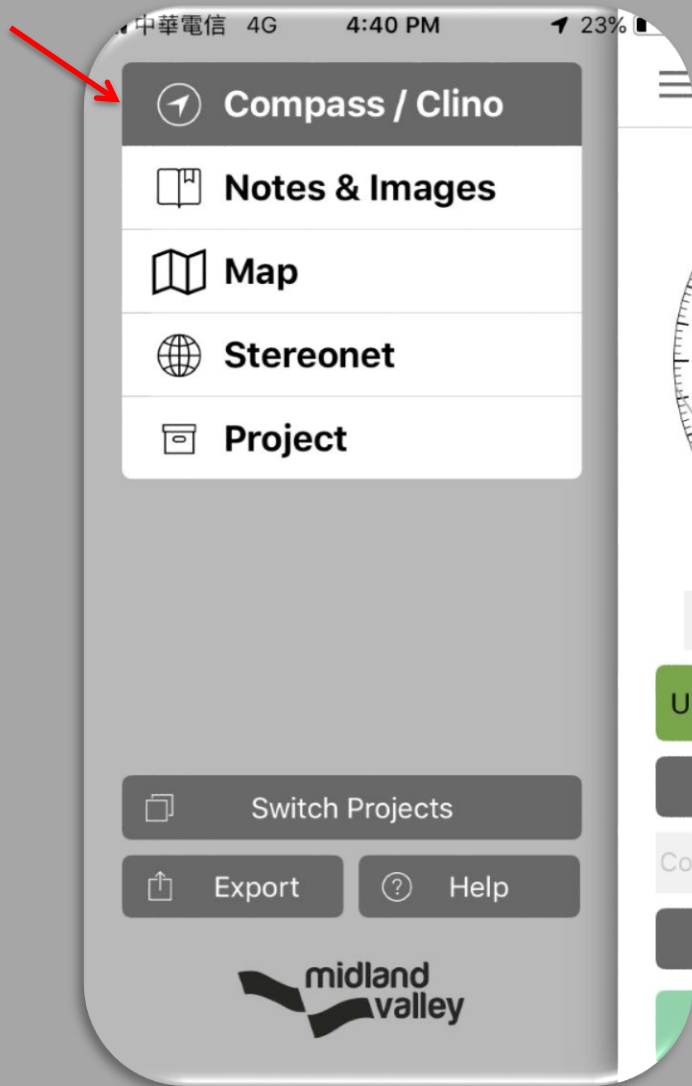 中華電信 4G 4:40 PM 23%
Compass / Clino
Notes & Images
Map
Stereonet
Project
U
Co
Switch Projects
Export
Help
midland
valley